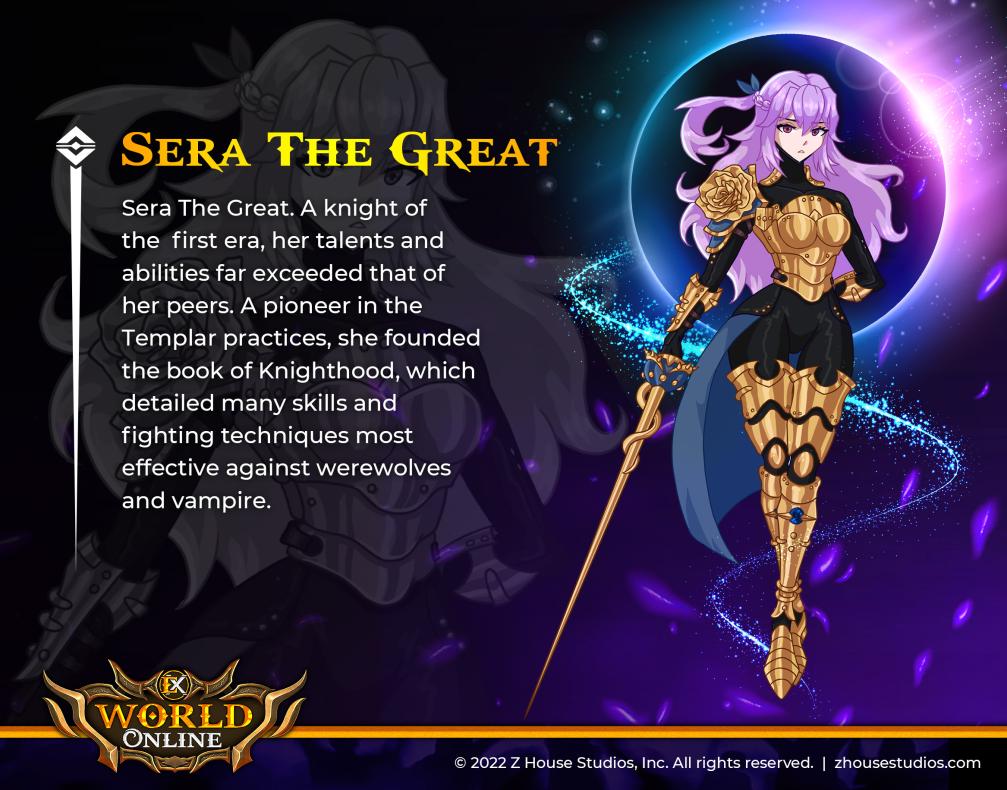 Sera The Great
Sera The Great. A knight of
the first era, her talents and
abilities far exceeded that of
her peers. A pioneer in the
Templar practices, she founded
the book of Knighthood, which
detailed many skills and
fighting techniques most
effective against werewolves
and vampire.
EX
WORLD
ONLINE
© 2022 Z House Studios, Inc. All rights reserved. | zhousestudios.com